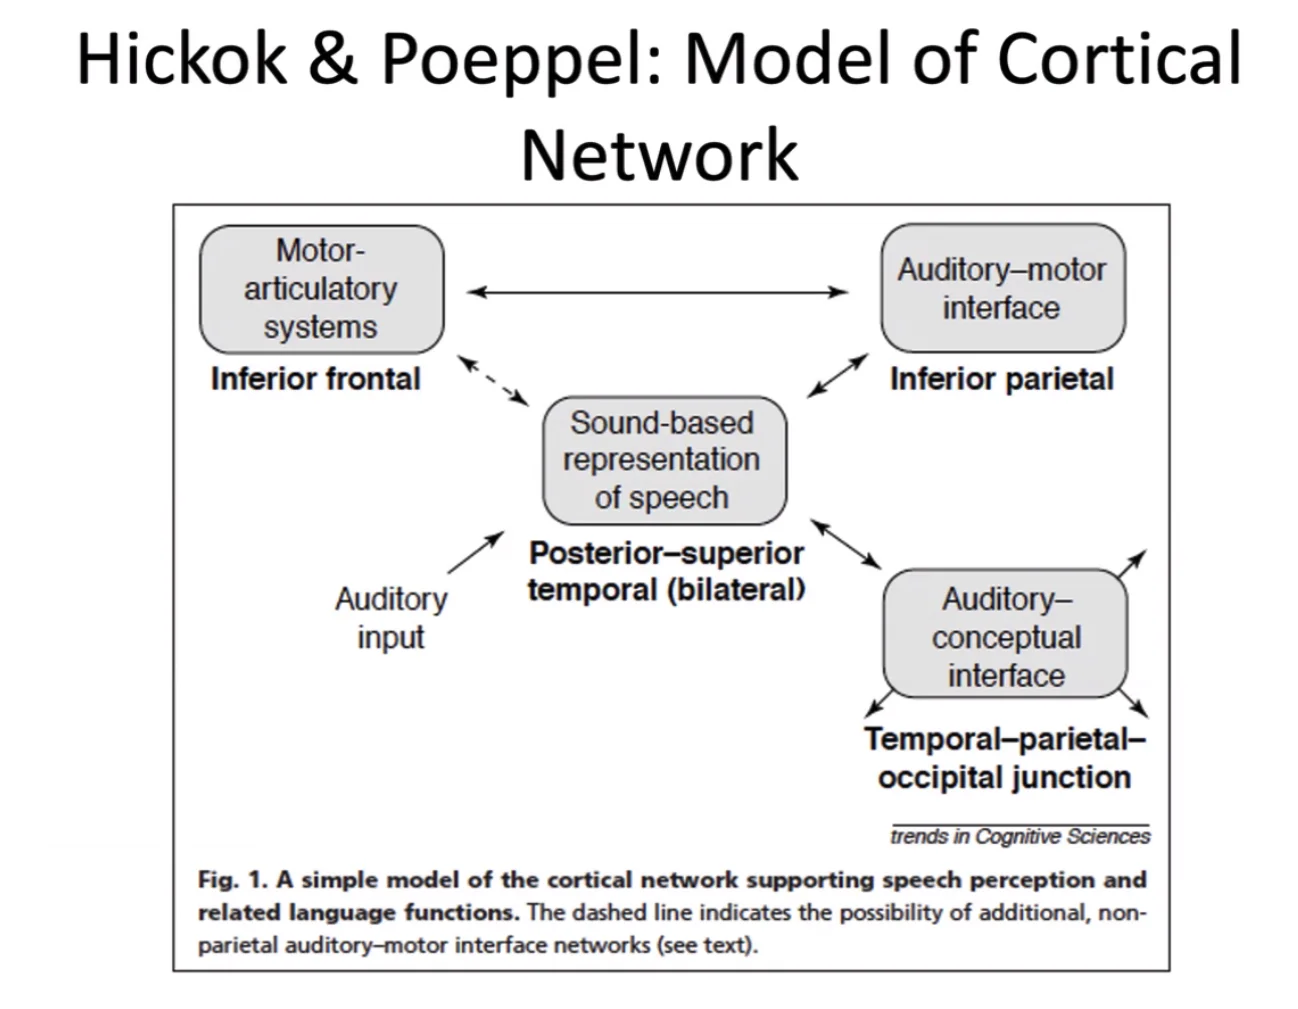 Hickok & Poeppel: Model of Cortical
Network
Motor-
articulatory
systems
Inferior frontal
Auditory–motor
interface
Inferior parietal
Sound-based
representation
of speech
Posterior–superior
temporal (bilateral)
Auditory
input
Auditory–
conceptual
interface
Temporal–parietal–
occipital junction
trends in Cognitive Sciences
Fig. 1. A simple model of the cortical network supporting speech perception and
related language functions. The dashed line indicates the possibility of additional, non-
parietal auditory–motor interface networks (see text).